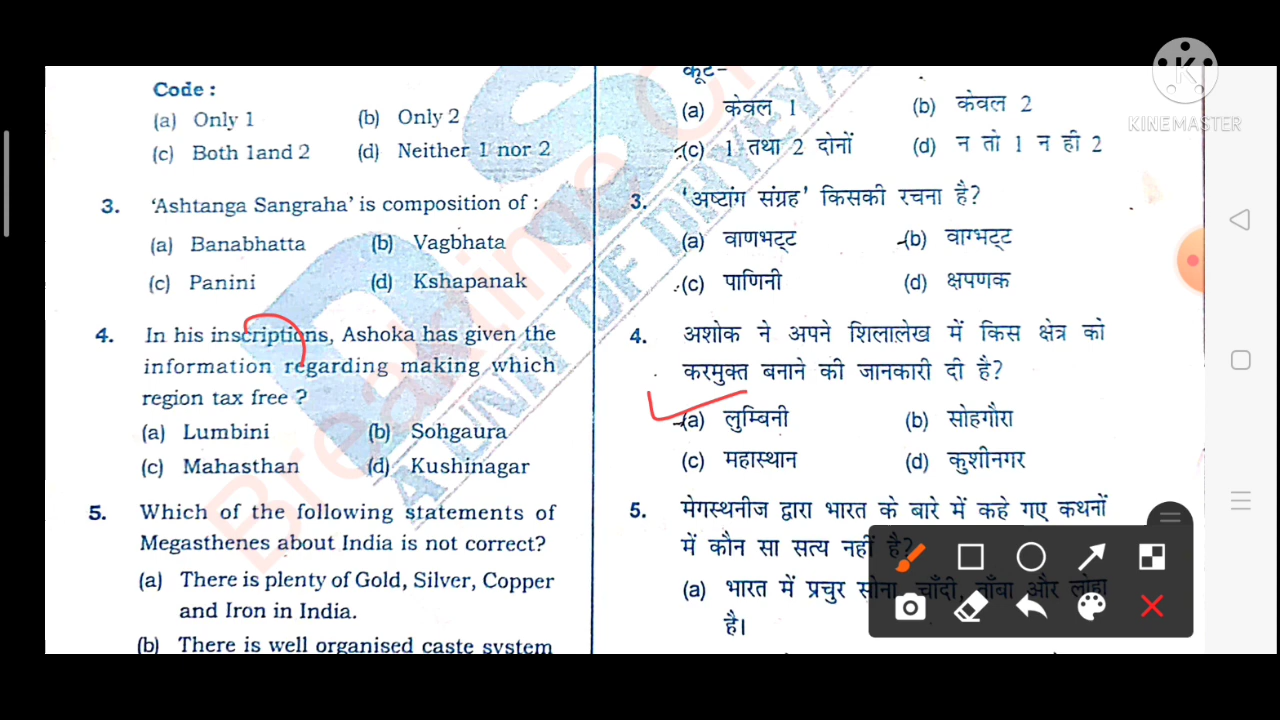 KINEMASTER
Code :
(a) Only 1 (b) Only 2
(c) Both 1and 2 (d) Neither 1 nor 2
3. 'Ashtanga Sangraha' is composition of :
(a) Banabhatta (b) Vagbhata
(c) Panini (d) Kshapanak
4. In his inscriptions, Ashoka has given the
information regarding making which
region tax free ?
(a) Lumbini (b) Sohgaura
(c) Mahasthan (d) Kushinagar
5. Which of the following statements of
Megasthenes about India is not correct?
(a) There is plenty of Gold, Silver, Copper
and Iron in India.
(b) There is well organised caste system
कूट-
(a) केवल 1 (b) केवल 2
(c) 1 तथा 2 दोनों (d) न तो 1 न ही 2
3. 'अष्टांग संग्रह' किसकी रचना है?
(a) वाणभट्ट (b) वाग्भट्ट
(c) पाणिनी (d) क्षपणक
4. अशोक ने अपने शिलालेख में किस क्षेत्र को
करमुक्त बनाने की जानकारी दी है?
(a) लुम्बिनी (b) सोहगौरा
(c) महास्थान (d) कुशीनगर
5. मेगस्थनीज द्वारा भारत के बारे में कहे गए कथनों
में कौन सा सत्य नहीं है?
(a) भारत में प्रचुर सोना, चाँदी, ताँबा और लोहा
है।
A UNIT OF DHYEYA